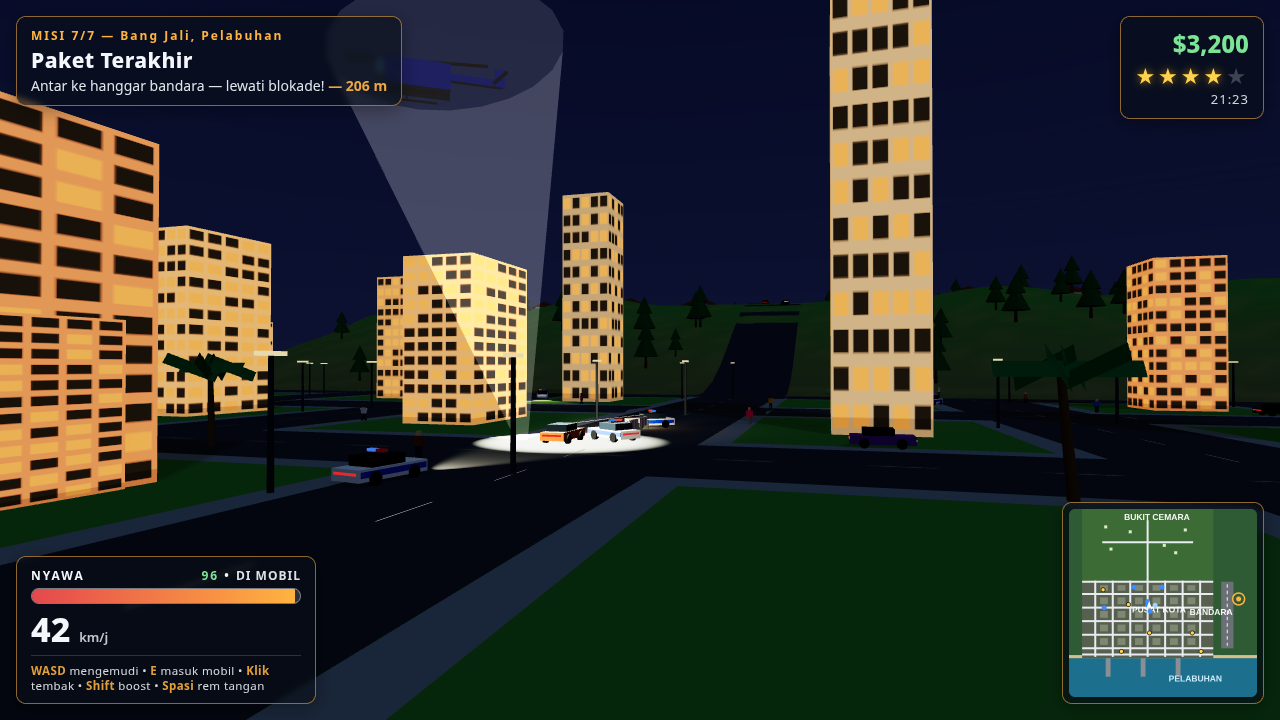 MISI 7/7 — Bang Jali, Pelabuhan
Paket Terakhir
Antar ke hanggar bandara — lewati blokade! — 206 m
$3,200
★★★★★
21:23
NYAWA 96 • DI MOBIL
42 km/j
WASD mengemudi • E masuk mobil • Klik
tembak • Shift boost • Spasi rem tangan
BUKIT CEMARA
PUSAT KOTA
BANDARA
PELABUHAN